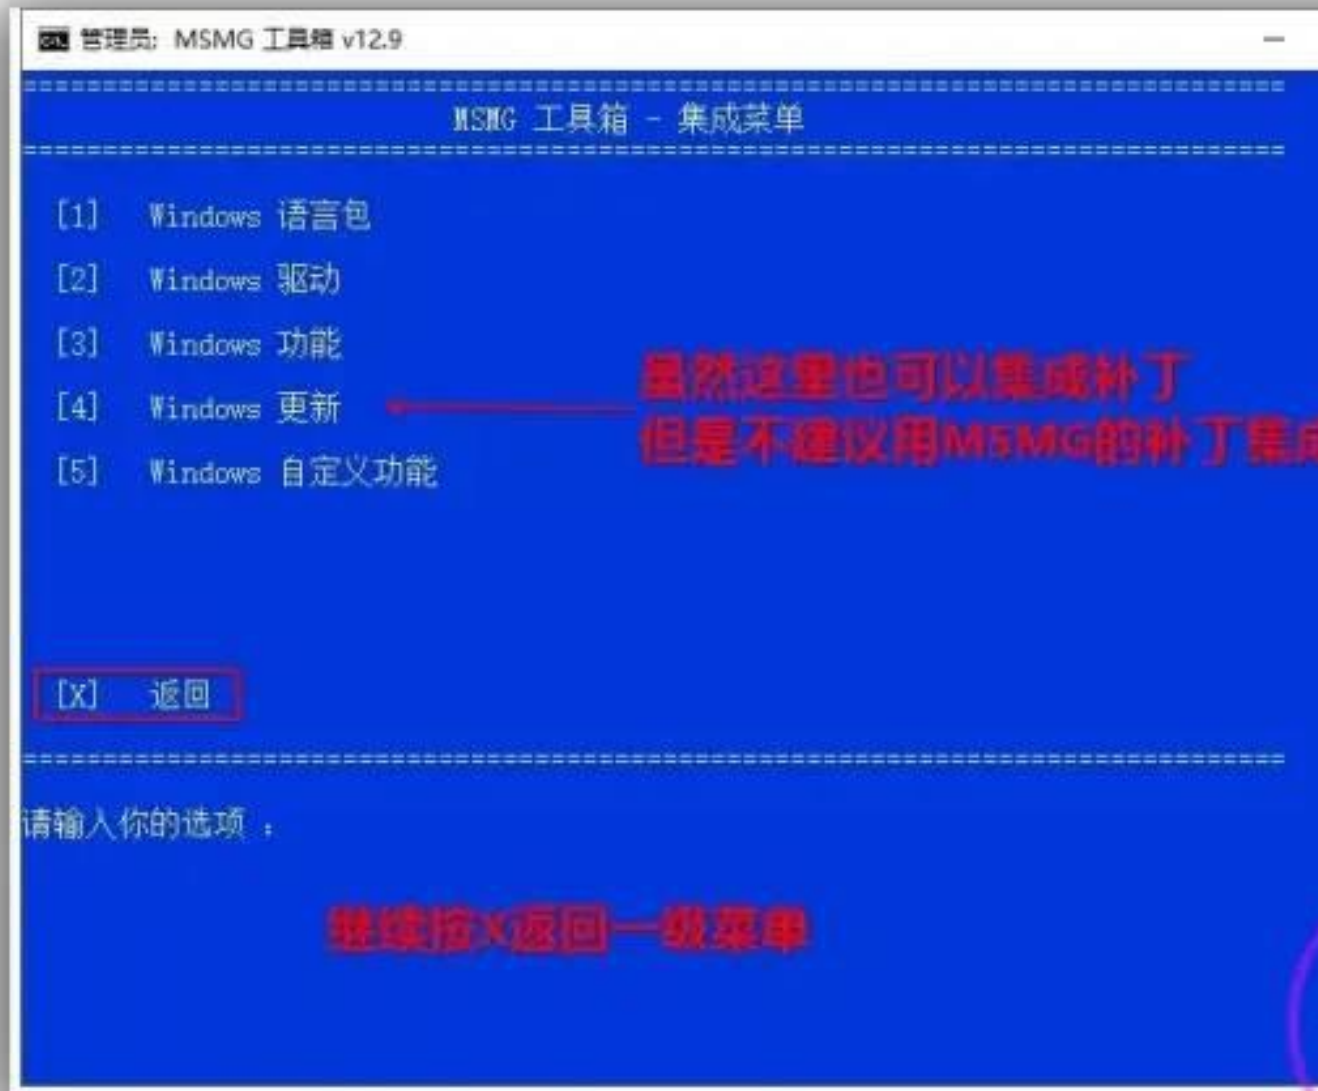 管理员: MSMG 工具箱 v12.9
MSMG 工具箱 - 集成菜单
[1] Windows 语言包
[2] Windows 驱动
[3] Windows 功能
虽然这里也可以集成补丁
[4] Windows 更新
但是不建议用MSMG的补丁集成
[5] Windows 自定义功能
[X] 返回
请输入你的选项 :
继续按X返回一级菜单